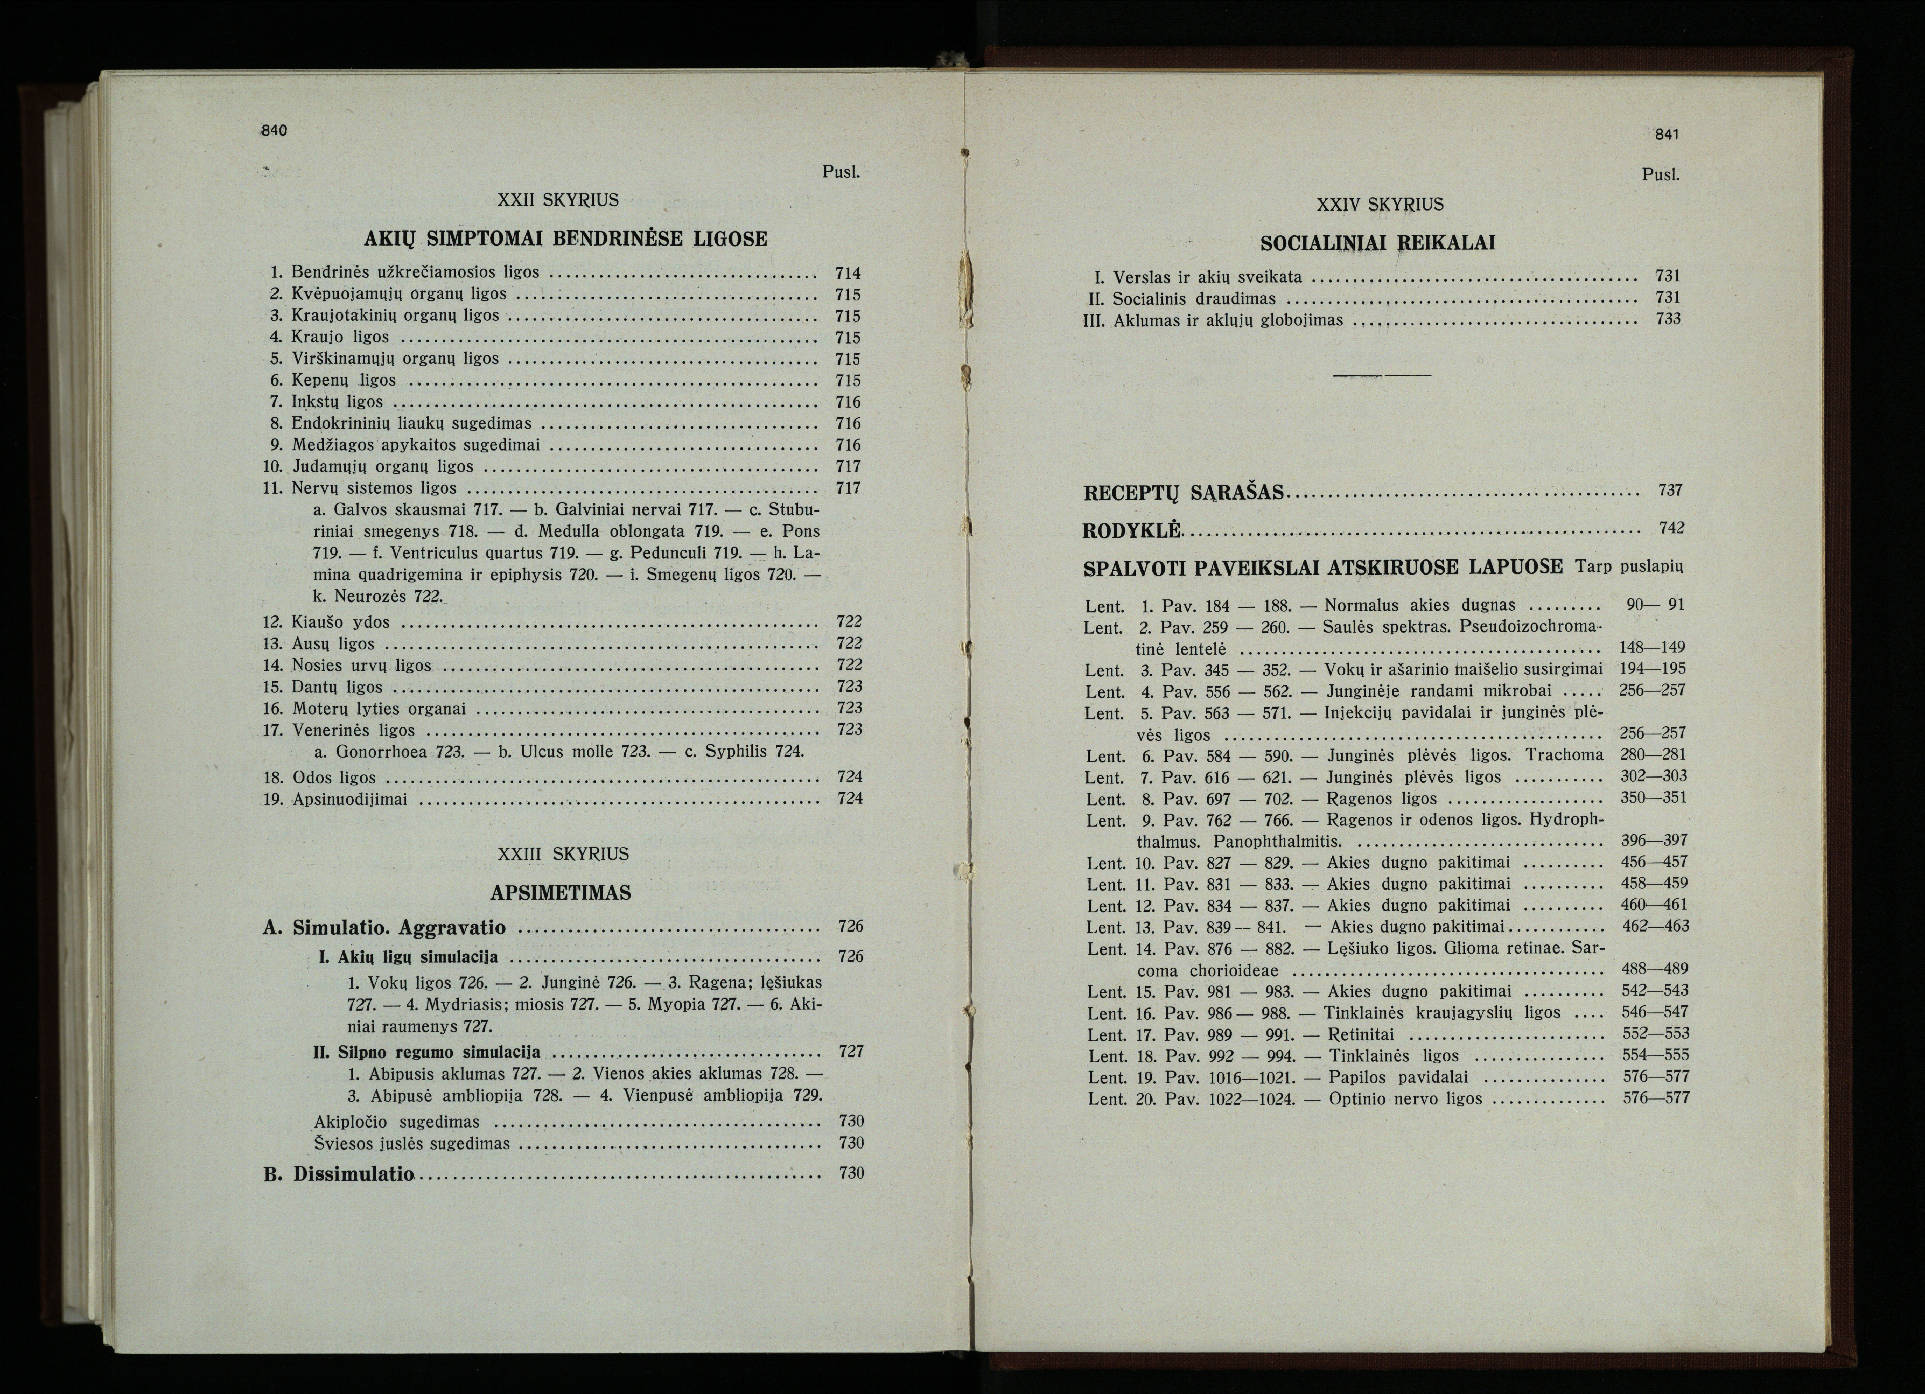 840
Pusl.
XXII SKYRIUS
AKIŲ SIMPTOMAI BENDRINĖSE LIGOSE
1. Bendrinės užkrečiamosios ligos ................................ 714
2. Kvėpuojamųjų organų ligos .................................... 715
3. Kraujotakinių organų ligos ..................................... 715
4. Kraujo ligos .................................................. 715
5. Virškinamųjų organų ligos ..................................... 715
6. Kepenų ligos ................................................. 715
7. Inkstų ligos ................................................... 716
8. Endokrininių liaukų sugedimas ................................. 716
9. Medžiagos apykaitos sugedimai ................................ 716
10. Judamųjų organų ligos ........................................ 717
11. Nervų sistemos ligos .......................................... 717
a. Galvos skausmai 717. — b. Galviniai nervai 717. — c. Stubu-
riniai smegenys 718. — d. Medulla oblongata 719. — e. Pons
719. — f. Ventriculus quartus 719. — g. Pedunculi 719. — h. La-
mina quadrigemina ir epiphysis 720. — i. Smegenų ligos 720. —
k. Neurozės 722.
12. Kiaušo ydos .................................................. 722
13. Ausų ligos .................................................... 722
14. Nosies urvų ligos ............................................. 722
15. Dantų ligos ................................................... 723
16. Moterų lyties organai ......................................... 723
17. Venerinės ligos ............................................... 723
a. Gonorrhoea 723. — b. Ulcus molle 723. — c. Syphilis 724.
18. Odos ligos .................................................... 724
19. Apsinuodijimai ................................................ 724
XXIII SKYRIUS
APSIMETIMAS
A. Simulatio. Aggravatio .................................... 726
I. Akių ligų simulacija ..................................... 726
1. Vokų ligos 726. — 2. Junginė 726. — 3. Ragena; lęšiukas
727. — 4. Mydriasis; miosis 727. — 5. Myopia 727. — 6. Aki-
niai raumenys 727.
II. Silpno regumo simulacija ................................ 727
1. Abipusis aklumas 727. — 2. Vienos akies aklumas 728. —
3. Abipusė ambliopija 728. — 4. Vienpusė ambliopija 729.
Akipločio sugedimas ....................................... 730
Šviesos juslės sugedimas .................................... 730
B. Dissimulatio ................................................ 730
841
Pusl.
XXIV SKYRIUS
SOCIALINIAI REIKALAI
I. Verslas ir akių sveikata ........................................ 731
II. Socialinis draudimas .......................................... 731
III. Aklumas ir aklųjų globojimas .................................. 733
RECEPTŲ SĄRAŠAS .......................................... 737
RODYKLĖ ....................................................... 742
SPALVOTI PAVEIKSLAI ATSKIRUOSE LAPUOSE Tarp puslapių
Lent. 1. Pav. 184 — 188. — Normalus akies dugnas ......... 90— 91
Lent. 2. Pav. 259 — 260. — Saulės spektras. Pseudoizochroma-
tinė lentelė ............................................ 148—149
Lent. 3. Pav. 345 — 352. — Vokų ir ašarinio maišelio susirgimai 194—195
Lent. 4. Pav. 556 — 562. — Junginėje randami mikrobai ..... 256—257
Lent. 5. Pav. 563 — 571. — Injekcijų pavidalai ir junginės plė-
vės ligos .............................................. 256—257
Lent. 6. Pav. 584 — 590. — Junginės plėvės ligos. Trachoma 280—281
Lent. 7. Pav. 616 — 621. — Junginės plėvės ligos ........... 302—303
Lent. 8. Pav. 697 — 702. — Ragenos ligos ................... 350—351
Lent. 9. Pav. 762 — 766. — Ragenos ir odenos ligos. Hydroph-
thalmus. Panophthalmitis. .............................. 396—397
Lent. 10. Pav. 827 — 829. — Akies dugno pakitimai .......... 456—457
Lent. 11. Pav. 831 — 833. — Akies dugno pakitimai .......... 458—459
Lent. 12. Pav. 834 — 837. — Akies dugno pakitimai .......... 460—461
Lent. 13. Pav. 839 — 841. — Akies dugno pakitimai ............ 462—463
Lent. 14. Pav. 876 — 882. — Lęšiuko ligos. Glioma retinae. Sar-
coma chorioideae ...................................... 488—489
Lent. 15. Pav. 981 — 983. — Akies dugno pakitimai .......... 542—543
Lent. 16. Pav. 986 — 988. — Tinklainės kraujagyslių ligos .... 546—547
Lent. 17. Pav. 989 — 991. — Retinitai ........................ 552—553
Lent. 18. Pav. 992 — 994. — Tinklainės ligos ................ 554—555
Lent. 19. Pav. 1016—1021. — Papilos pavidalai ............... 576—577
Lent. 20. Pav. 1022—1024. — Optinio nervo ligos .............. 576—577